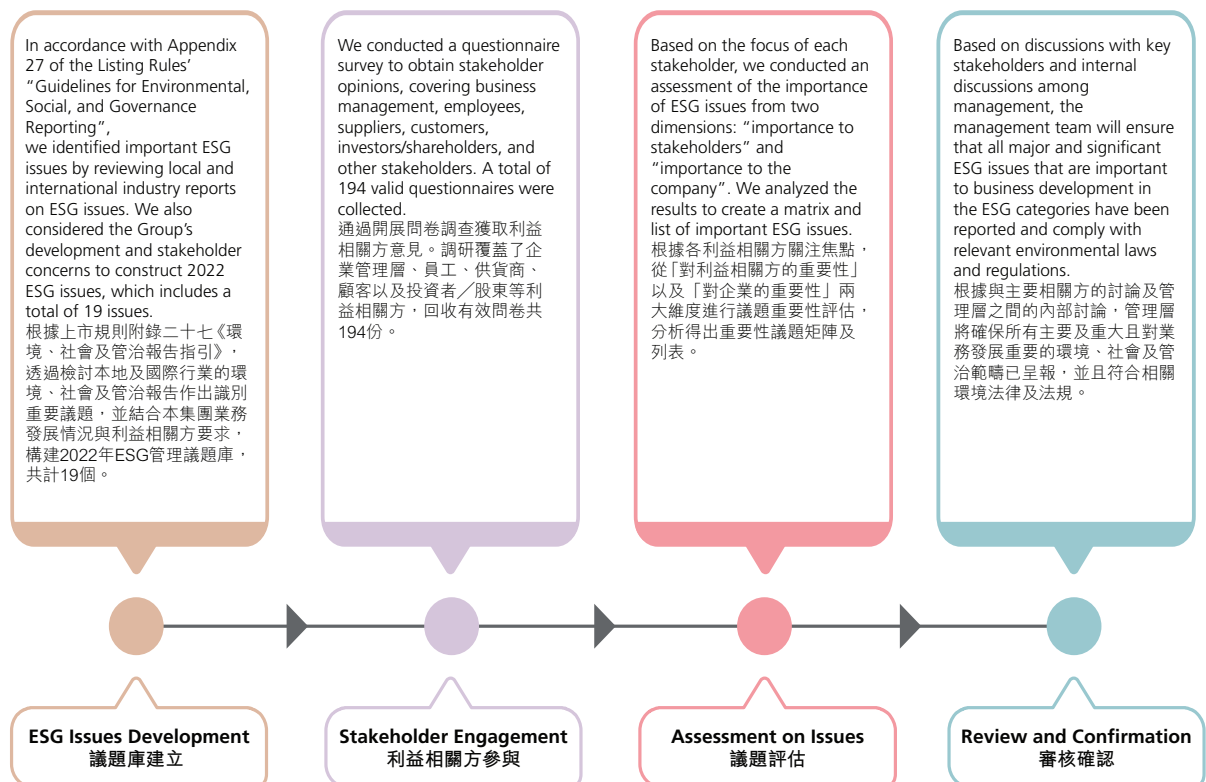 In accordance with Appendix
27 of the Listing Rules'
“Guidelines for Environmental,
Social, and Governance
Reporting”,
we identified important ESG
issues by reviewing local and
international industry reports
on ESG issues. We also
considered the Group's
development and stakeholder
concerns to construct 2022
ESG issues, which includes a
total of 19 issues.
根據上市規則附錄二十七《環
境、社會及管治報告指引》，
透過檢討本地及國際行業的環
境、社會及管治報告作出識別
重要議題，並結合本集團業務
發展情況與利益相關方要求，
構建2022年ESG管理議題庫，
共計19個。
We conducted a questionnaire
survey to obtain stakeholder
opinions, covering business
management, employees,
suppliers, customers,
investors/shareholders, and
other stakeholders. A total of
194 valid questionnaires were
collected.
通過開展問卷調查獲取利益
相關方意見。調研覆蓋了企
業管理層、員工、供貨商、
顧客以及投資者／股東等利
益相關方，回收有效問卷共
194份。
Based on the focus of each
stakeholder, we conducted an
assessment of the importance
of ESG issues from two
dimensions: “importance to
stakeholders” and
“importance to the
company”. We analyzed the
results to create a matrix and
list of important ESG issues.
根據各利益相關方關注焦點，
從「對利益相關方的重要性」
以及「對企業的重要性」兩
大維度進行議題重要性評估，
分析得出重要性議題矩陣及
列表。
Based on discussions with key
stakeholders and internal
discussions among
management, the
management team will ensure
that all major and significant
ESG issues that are important
to business development in
the ESG categories have been
reported and comply with
relevant environmental laws
and regulations.
根據與主要相關方的討論及管
理層之間的內部討論，管理層
將確保所有主要及重大且對業
務發展重要的環境、社會及管
治範疇已呈報，並且符合相關
環境法律及法規。
ESG Issues Development
議題庫建立
Stakeholder Engagement
利益相關方參與
Assessment on Issues
議題評估
Review and Confirmation
審核確認